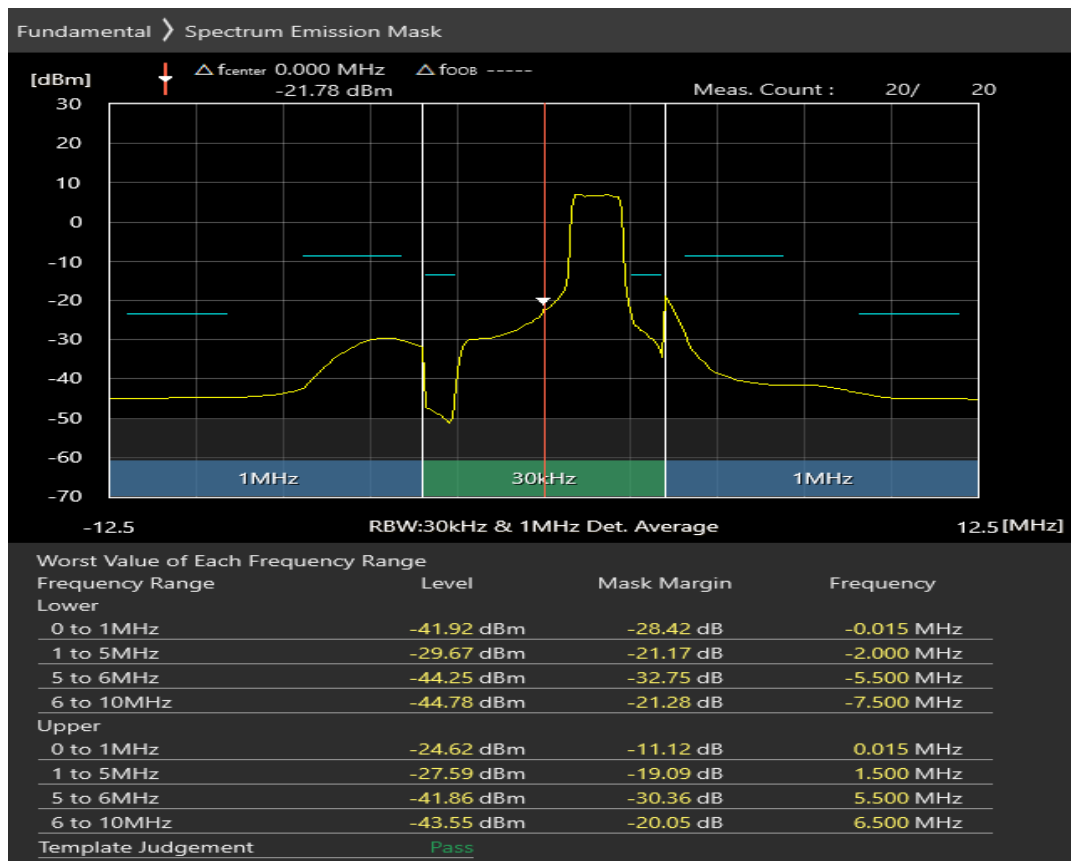 Fundamental ❯ Spectrum Emission Mask
[dBm] △ fcenter 0.000 MHz △ fOOB -----
-21.78 dBm Meas. Count : 20/ 20
30
20
10
0
-10
-20
-30
-40
-50
-60
-70
1MHz 30kHz 1MHz
-12.5 RBW:30kHz & 1MHz Det. Average 12.5 [MHz]
Worst Value of Each Frequency Range
Frequency Range Level Mask Margin Frequency
Lower
0 to 1MHz -41.92 dBm -28.42 dB -0.015 MHz
1 to 5MHz -29.67 dBm -21.17 dB -2.000 MHz
5 to 6MHz -44.25 dBm -32.75 dB -5.500 MHz
6 to 10MHz -44.78 dBm -21.28 dB -7.500 MHz
Upper
0 to 1MHz -24.62 dBm -11.12 dB 0.015 MHz
1 to 5MHz -27.59 dBm -19.09 dB 1.500 MHz
5 to 6MHz -41.86 dBm -30.36 dB 5.500 MHz
6 to 10MHz -43.55 dBm -20.05 dB 6.500 MHz
Template Judgement Pass